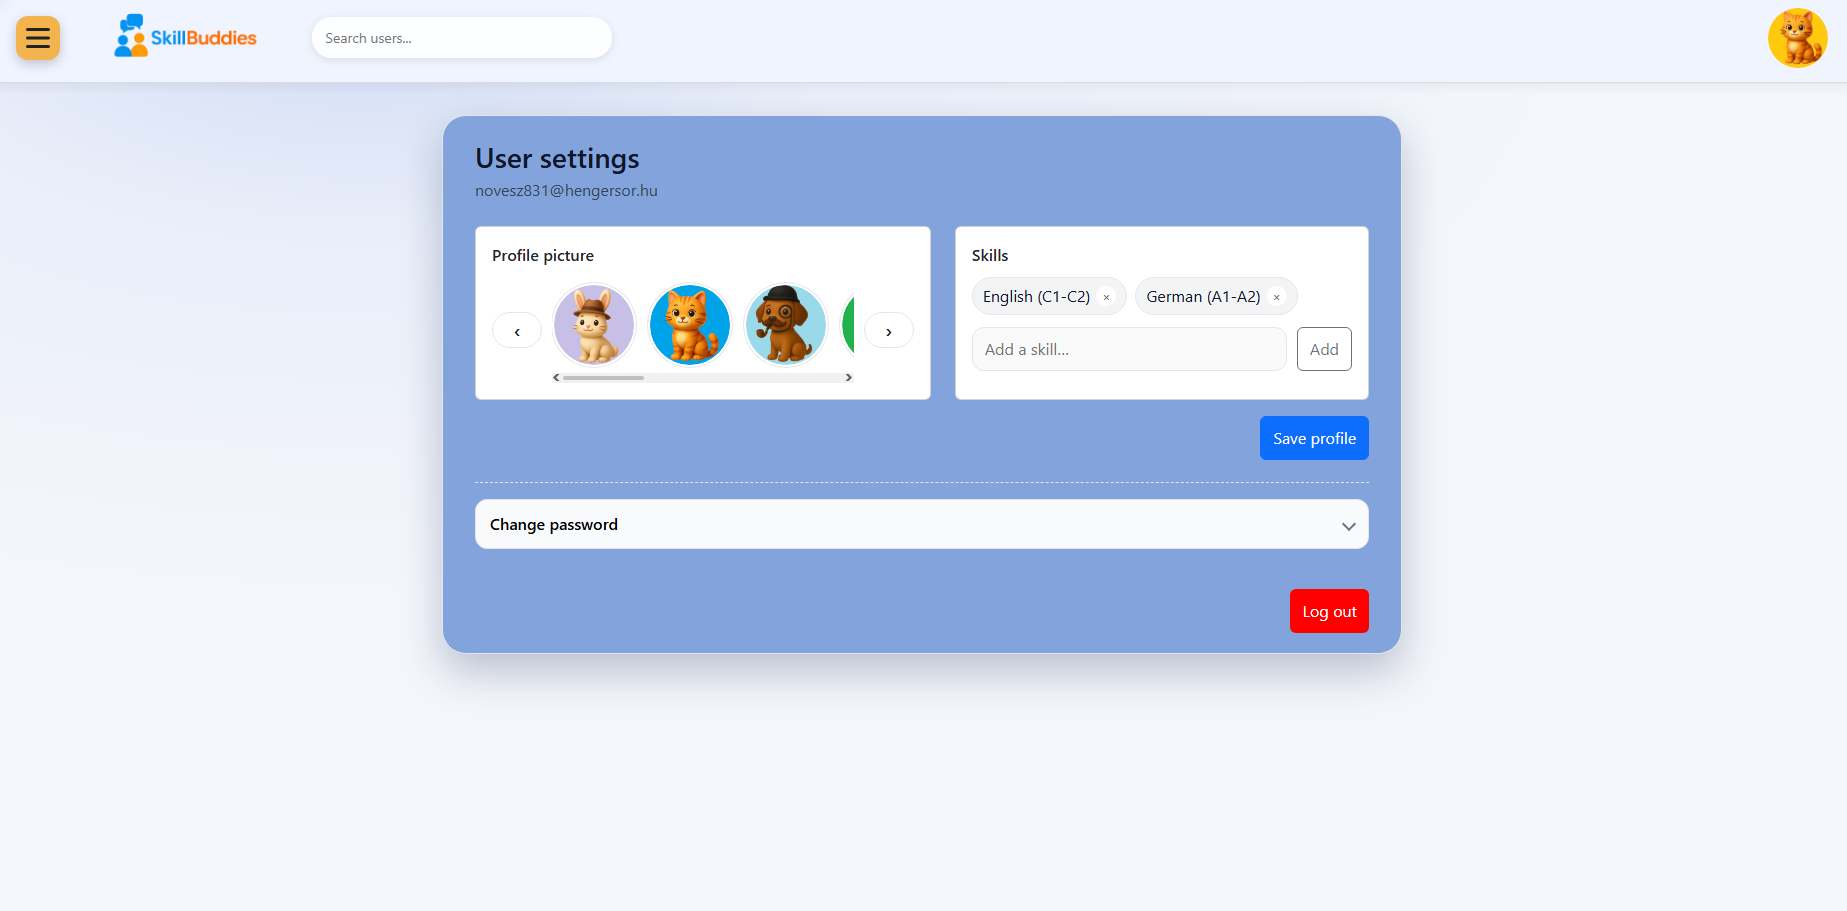 SkillBuddies
Search users...
User settings
novesz831@hengersor.hu
Profile picture
‹
›
Skills
English (C1-C2) ×
German (A1-A2) ×
Add a skill...
Add
Save profile
Change password
Log out